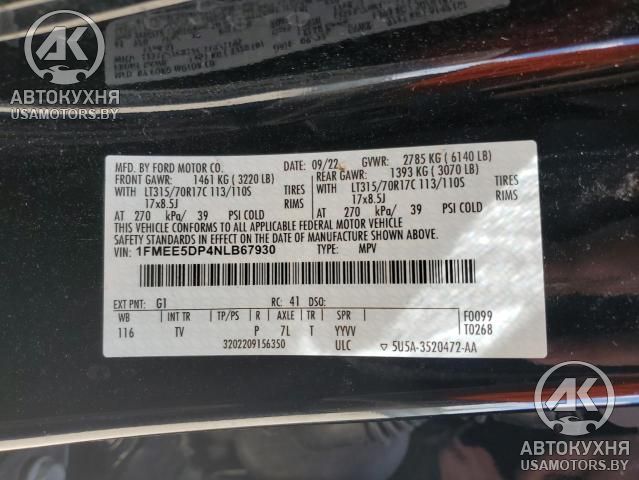 АК
АВТОКУХНЯ
USAMOTORS.BY
MFD. BY FORD MOTOR CO. DATE: 09/22 GVWR: 2785 KG ( 6140 LB)
FRONT GAWR: 1461 KG ( 3220 LB) REAR GAWR: 1393 KG ( 3070 LB)
WITH LT315/70R17C 113/110S TIRES WITH LT315/70R17C 113/110S TIRES
17x8.5J RIMS 17x8.5J RIMS
AT 270 kPa/ 39 PSI COLD AT 270 kPa/ 39 PSI COLD
THIS VEHICLE CONFORMS TO ALL APPLICABLE FEDERAL MOTOR VEHICLE
SAFETY STANDARDS IN EFFECT ON THE DATE OF MANUFACTURE SHOWN ABOVE.
VEHICLE IDENTIFICATION NO.
VIN: 1FMEE5DP4NLB67930 TYPE: MPV
EXT PNT: G1 RC: 41 DSO:
WB INT TR TP/PS R AXLE TR SPR F0099
116 TV P 7L T YYVV T0268
3202209156350 ULC ▽ 5U5A-3520472-AA
АК
АВТОКУХНЯ
USAMOTORS.BY